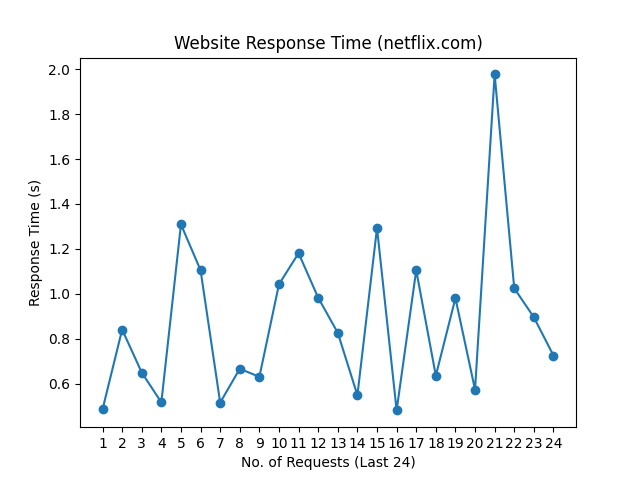 Website Response Time (netflix.com)
2.0
1.8
1.6
1.4
1.2
1.0
0.8
0.6
Response Time (s)
1 2 3 4 5 6 7 8 9 10 11 12 13 14 15 16 17 18 19 20 21 22 23 24
No. of Requests (Last 24)